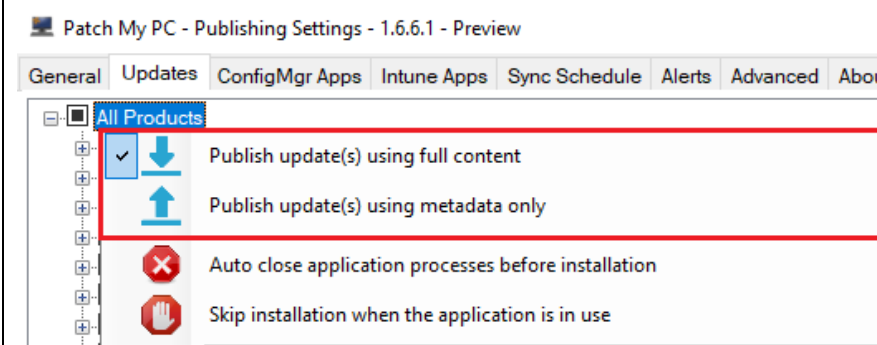 Patch My PC - Publishing Settings - 1.6.6.1 - Preview
General Updates ConfigMgr Apps Intune Apps Sync Schedule Alerts Advanced Abou
All Products
Publish update(s) using full content
Publish update(s) using metadata only
Auto close application processes before installation
Skip installation when the application is in use